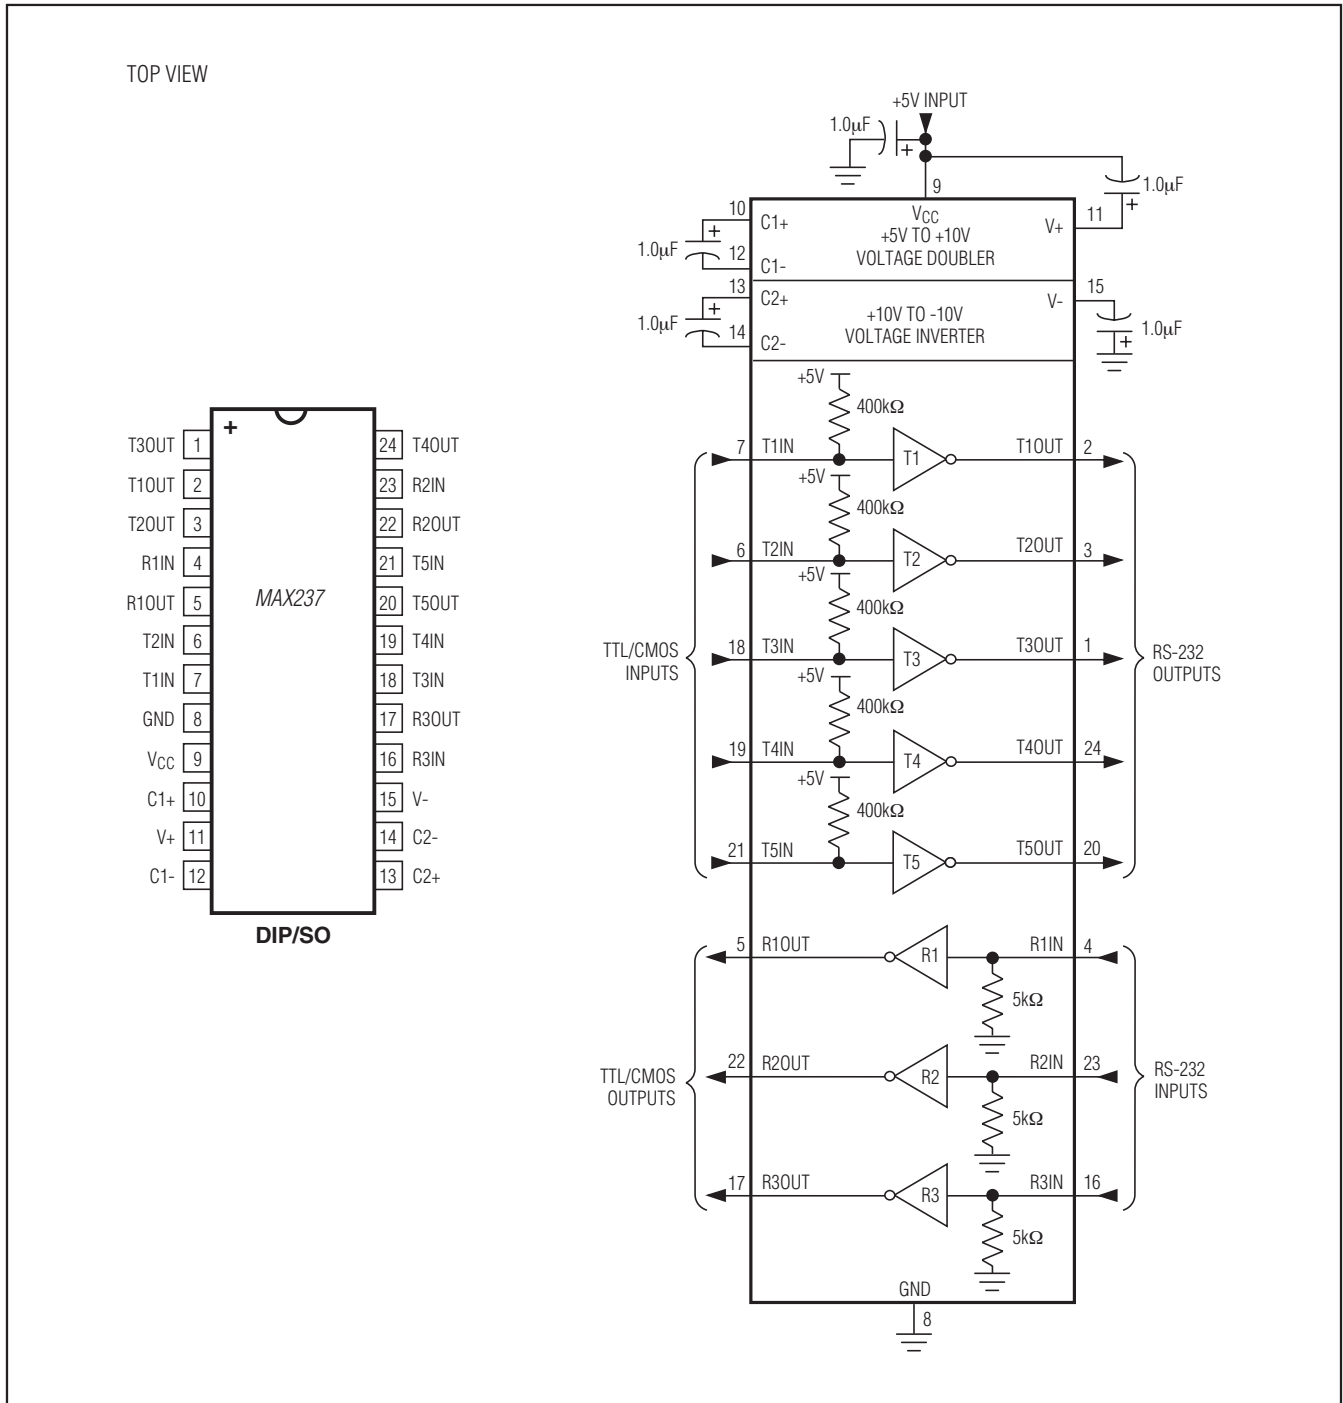 TOP VIEW
T3OUT 1
T1OUT 2
T2OUT 3
R1IN 4
R1OUT 5
T2IN 6
T1IN 7
GND 8
VCC 9
C1+ 10
V+ 11
C1- 12
+
MAX237
24 T4OUT
23 R2IN
22 R2OUT
21 T5IN
20 T5OUT
19 T4IN
18 T3IN
17 R3OUT
16 R3IN
15 V-
14 C2-
13 C2+
DIP/SO
+5V INPUT
1.0µF
+
9
1.0µF
+
10
C1+
VCC
+5V TO +10V
VOLTAGE DOUBLER
V+
11
1.0µF
+
12
C1-
13
C2+
+10V TO -10V
VOLTAGE INVERTER
V-
15
1.0µF
+
14
C2-
1.0µF
+
+5V
400kΩ
7 T1IN T1 T1OUT 2
+5V
400kΩ
6 T2IN T2 T2OUT 3
+5V
400kΩ
18 T3IN T3 T3OUT 1
TTL/CMOS
INPUTS
RS-232
OUTPUTS
+5V
400kΩ
19 T4IN T4 T4OUT 24
+5V
400kΩ
21 T5IN T5 T5OUT 20
5 R1OUT R1 R1IN 4
5kΩ
22 R2OUT R2 R2IN 23
TTL/CMOS
OUTPUTS
RS-232
INPUTS
5kΩ
17 R3OUT R3 R3IN 16
5kΩ
GND
8